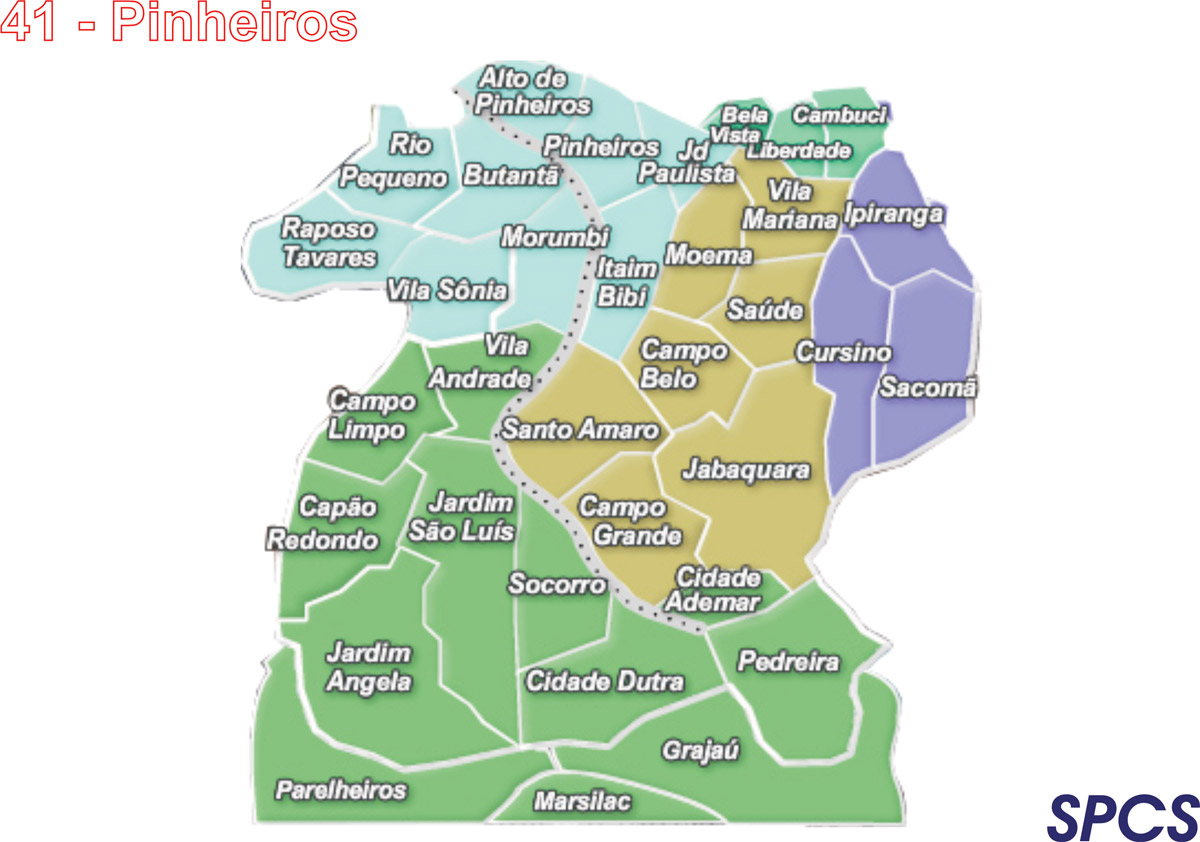 41 - Pinheiros
Alto de
Pinheiros
Bela
Vista
Cambuci
Liberdade
Rio
Pequeno
Butantã
Pinheiros
Jd
Paulista
Vila
Mariana
Ipiranga
Raposo
Tavares
Morumbi
Moema
Itaim
Bibi
Vila Sônia
Saúde
Vila
Andrade
Campo
Belo
Cursino
Sacomã
Campo
Limpo
Santo Amaro
Jabaquara
Capão
Redondo
Jardim
São Luís
Campo
Grande
Socorro
Cidade
Ademar
Jardim
Angela
Cidade Dutra
Pedreira
Grajaú
Parelheiros
Marsilac
SPCS